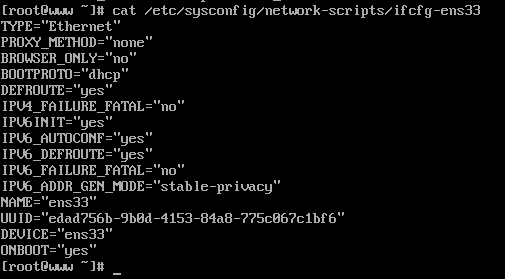 [root@www ~]# cat /etc/sysconfig/network-scripts/ifcfg-ens33
TYPE="Ethernet"
PROXY_METHOD="none"
BROWSER_ONLY="no"
BOOTPROTO="dhcp"
DEFROUTE="yes"
IPV4_FAILURE_FATAL="no"
IPV6INIT="yes"
IPV6_AUTOCONF="yes"
IPV6_DEFROUTE="yes"
IPV6_FAILURE_FATAL="no"
IPV6_ADDR_GEN_MODE="stable-privacy"
NAME="ens33"
UUID="edad756b-9b0d-4153-84a8-775c067c1bf6"
DEVICE="ens33"
ONBOOT="yes"
[root@www ~]# _